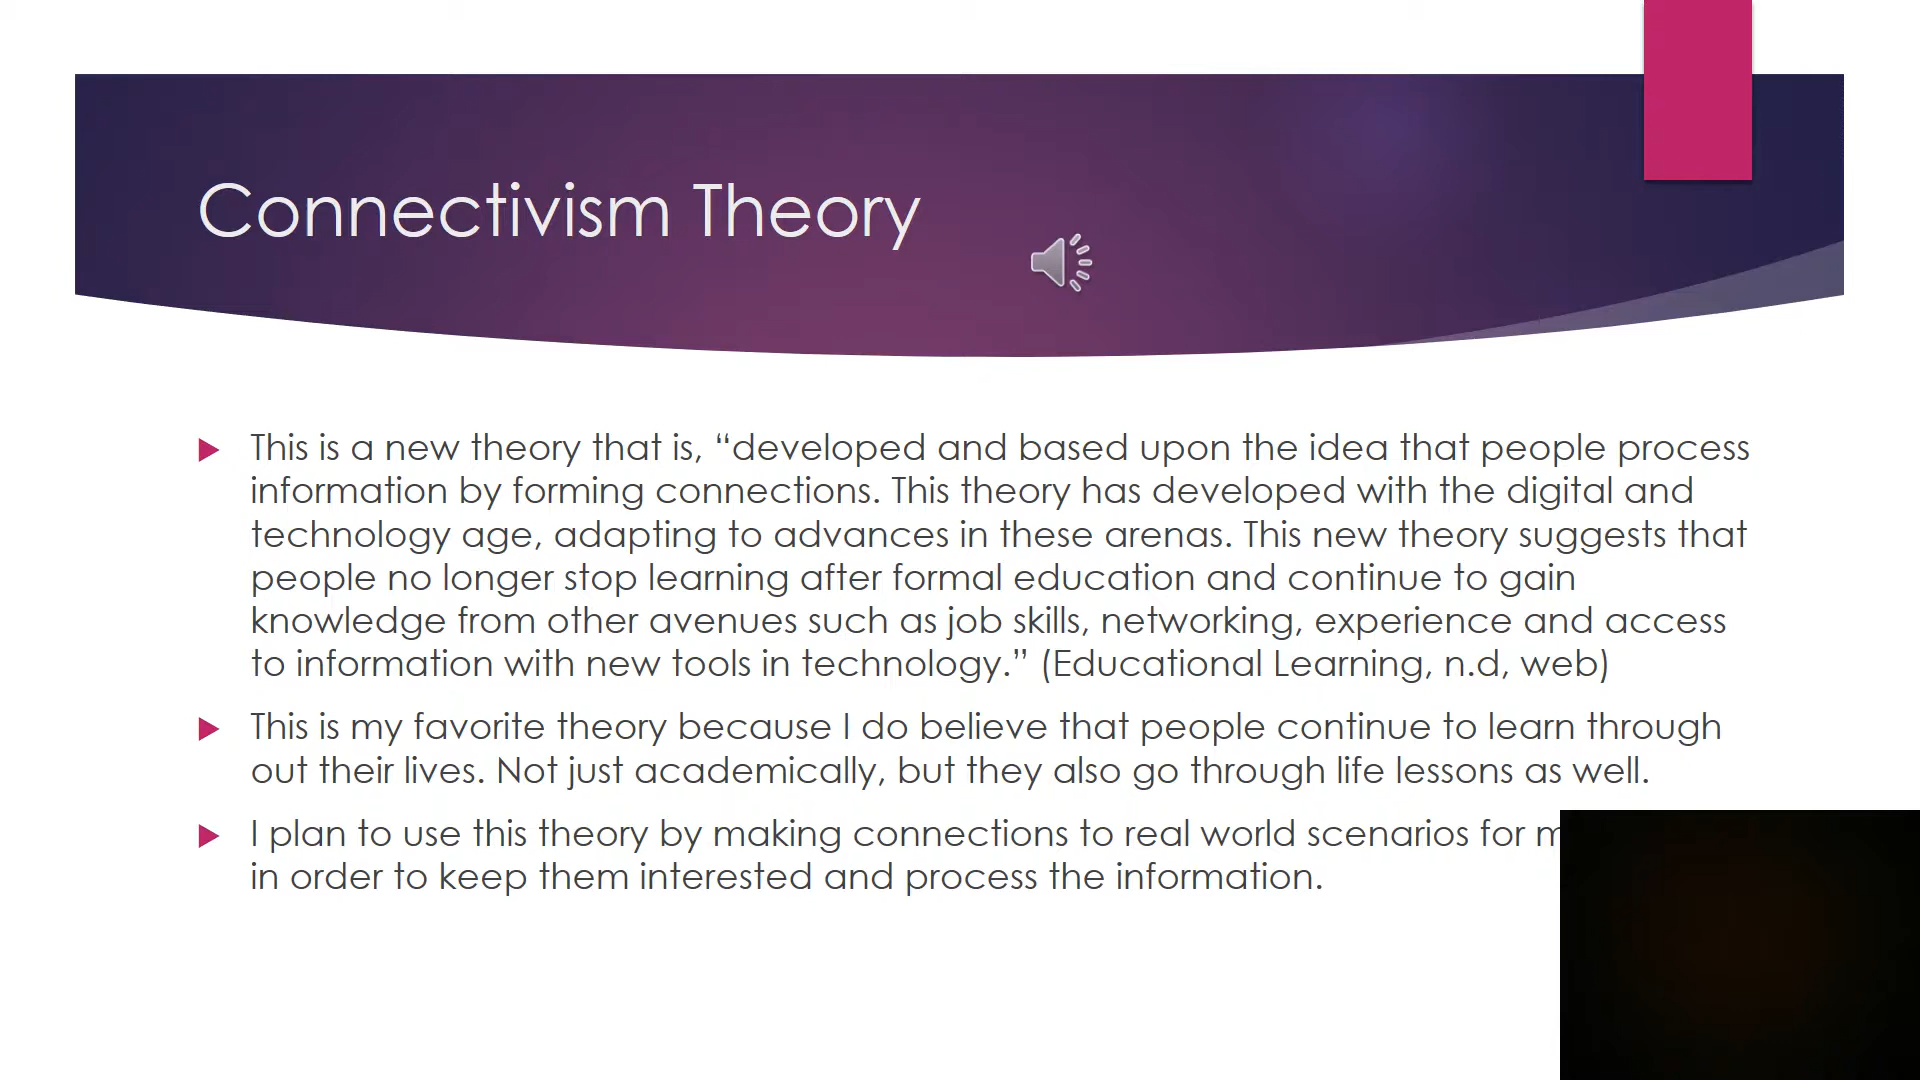 Connectivism Theory
This is a new theory that is, “developed and based upon the idea that people process
information by forming connections. This theory has developed with the digital and
technology age, adapting to advances in these arenas. This new theory suggests that
people no longer stop learning after formal education and continue to gain
knowledge from other avenues such as job skills, networking, experience and access
to information with new tools in technology.” (Educational Learning, n.d, web)
This is my favorite theory because I do believe that people continue to learn through
out their lives. Not just academically, but they also go through life lessons as well.
I plan to use this theory by making connections to real world scenarios for
in order to keep them interested and process the information.